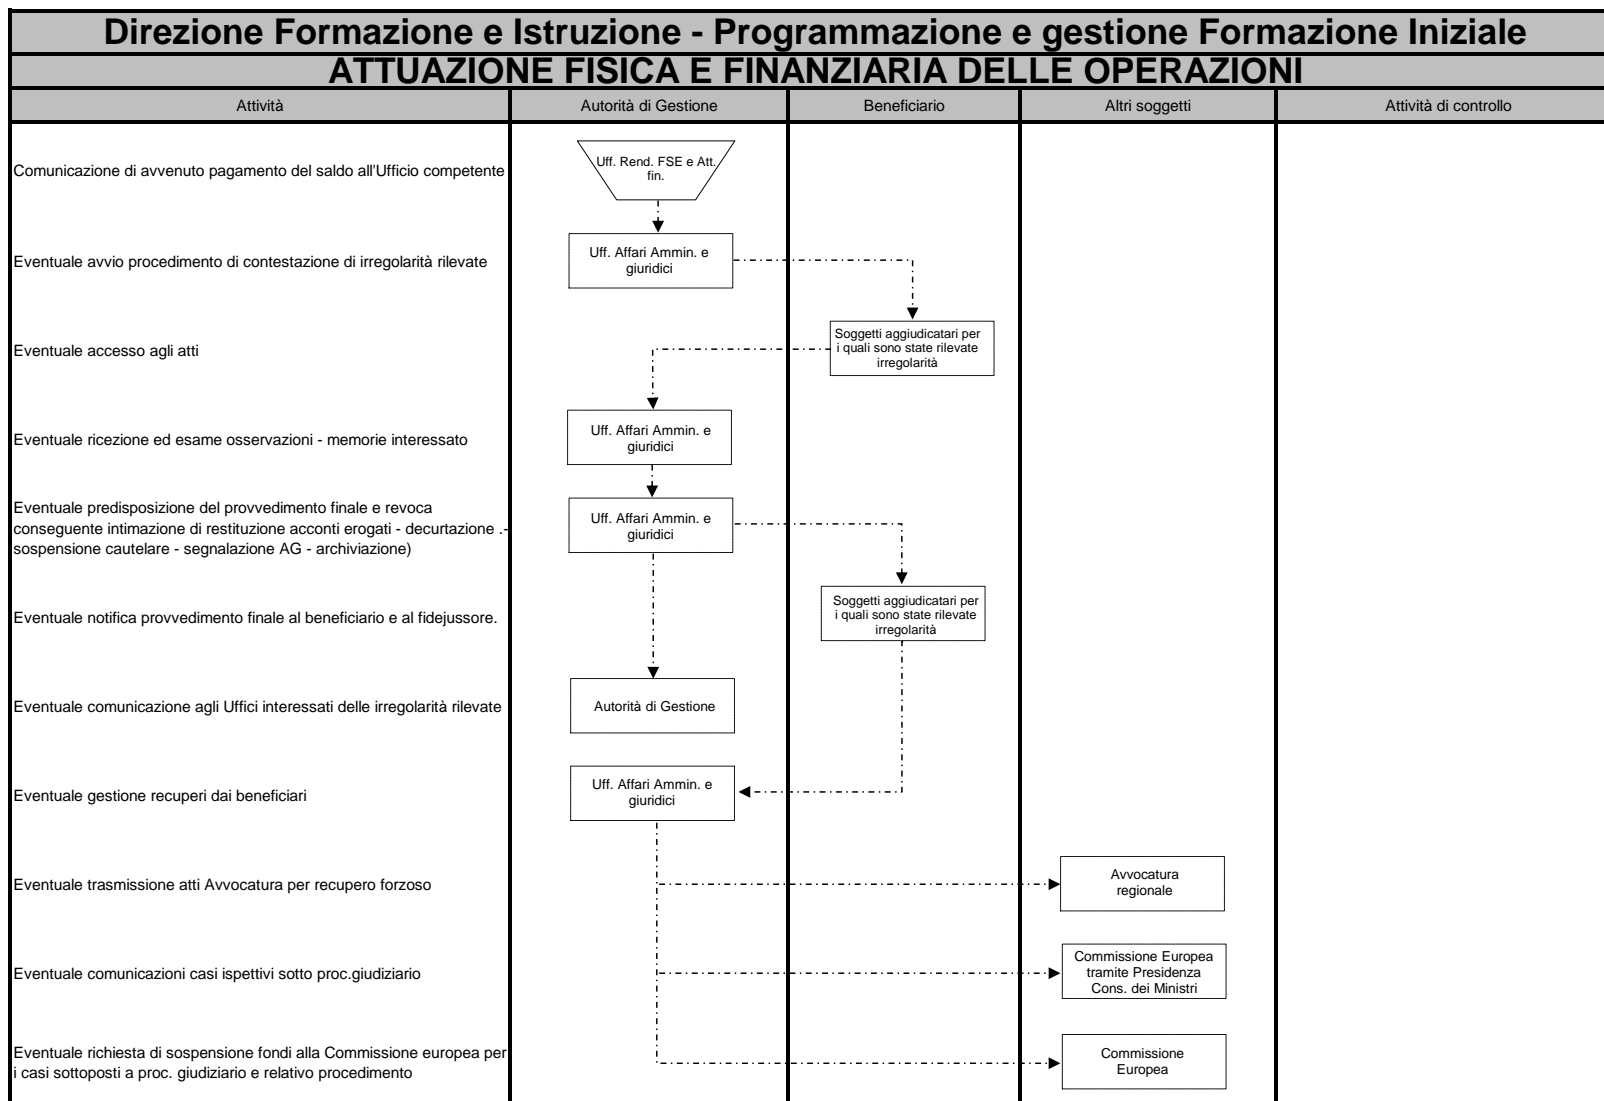 Direzione Formazione e Istruzione - Programmazione e gestione Formazione Iniziale
ATTUAZIONE FISICA E FINANZIARIA DELLE OPERAZIONI
Attività
Autorità di Gestione
Beneficiario
Altri soggetti
Attività di controllo
Comunicazione di avvenuto pagamento del saldo all'Ufficio competente
Uff. Rend. FSE e Att.
fin.
Eventuale avvio procedimento di contestazione di irregolarità rilevate
Uff. Affari Ammin. e
giuridici
Eventuale accesso agli atti
Soggetti aggiudicatari per
i quali sono state rilevate
irregolarità
Eventuale ricezione ed esame osservazioni - memorie interessato
Uff. Affari Ammin. e
giuridici
Eventuale predisposizione del provvedimento finale e revoca
conseguente intimazione di restituzione acconti erogati - decurtazione .-
sospensione cautelare - segnalazione AG - archiviazione)
Uff. Affari Ammin. e
giuridici
Eventuale notifica provvedimento finale al beneficiario e al fidejussore.
Soggetti aggiudicatari per
i quali sono state rilevate
irregolarità
Eventuale comunicazione agli Uffici interessati delle irregolarità rilevate
Autorità di Gestione
Eventuale gestione recuperi dai beneficiari
Uff. Affari Ammin. e
giuridici
Eventuale trasmissione atti Avvocatura per recupero forzoso
Avvocatura
regionale
Eventuale comunicazioni casi ispettivi sotto proc.giudiziario
Commissione Europea
tramite Presidenza
Cons. dei Ministri
Eventuale richiesta di sospensione fondi alla Commissione europea per
i casi sottoposti a proc. giudiziario e relativo procedimento
Commissione
Europea